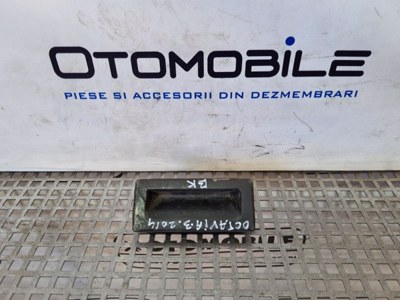 OTOMOBILE
PIESE SI ACCESORII DIN DEZMEMBRARI
BK
OCTAVIA 3. 2014